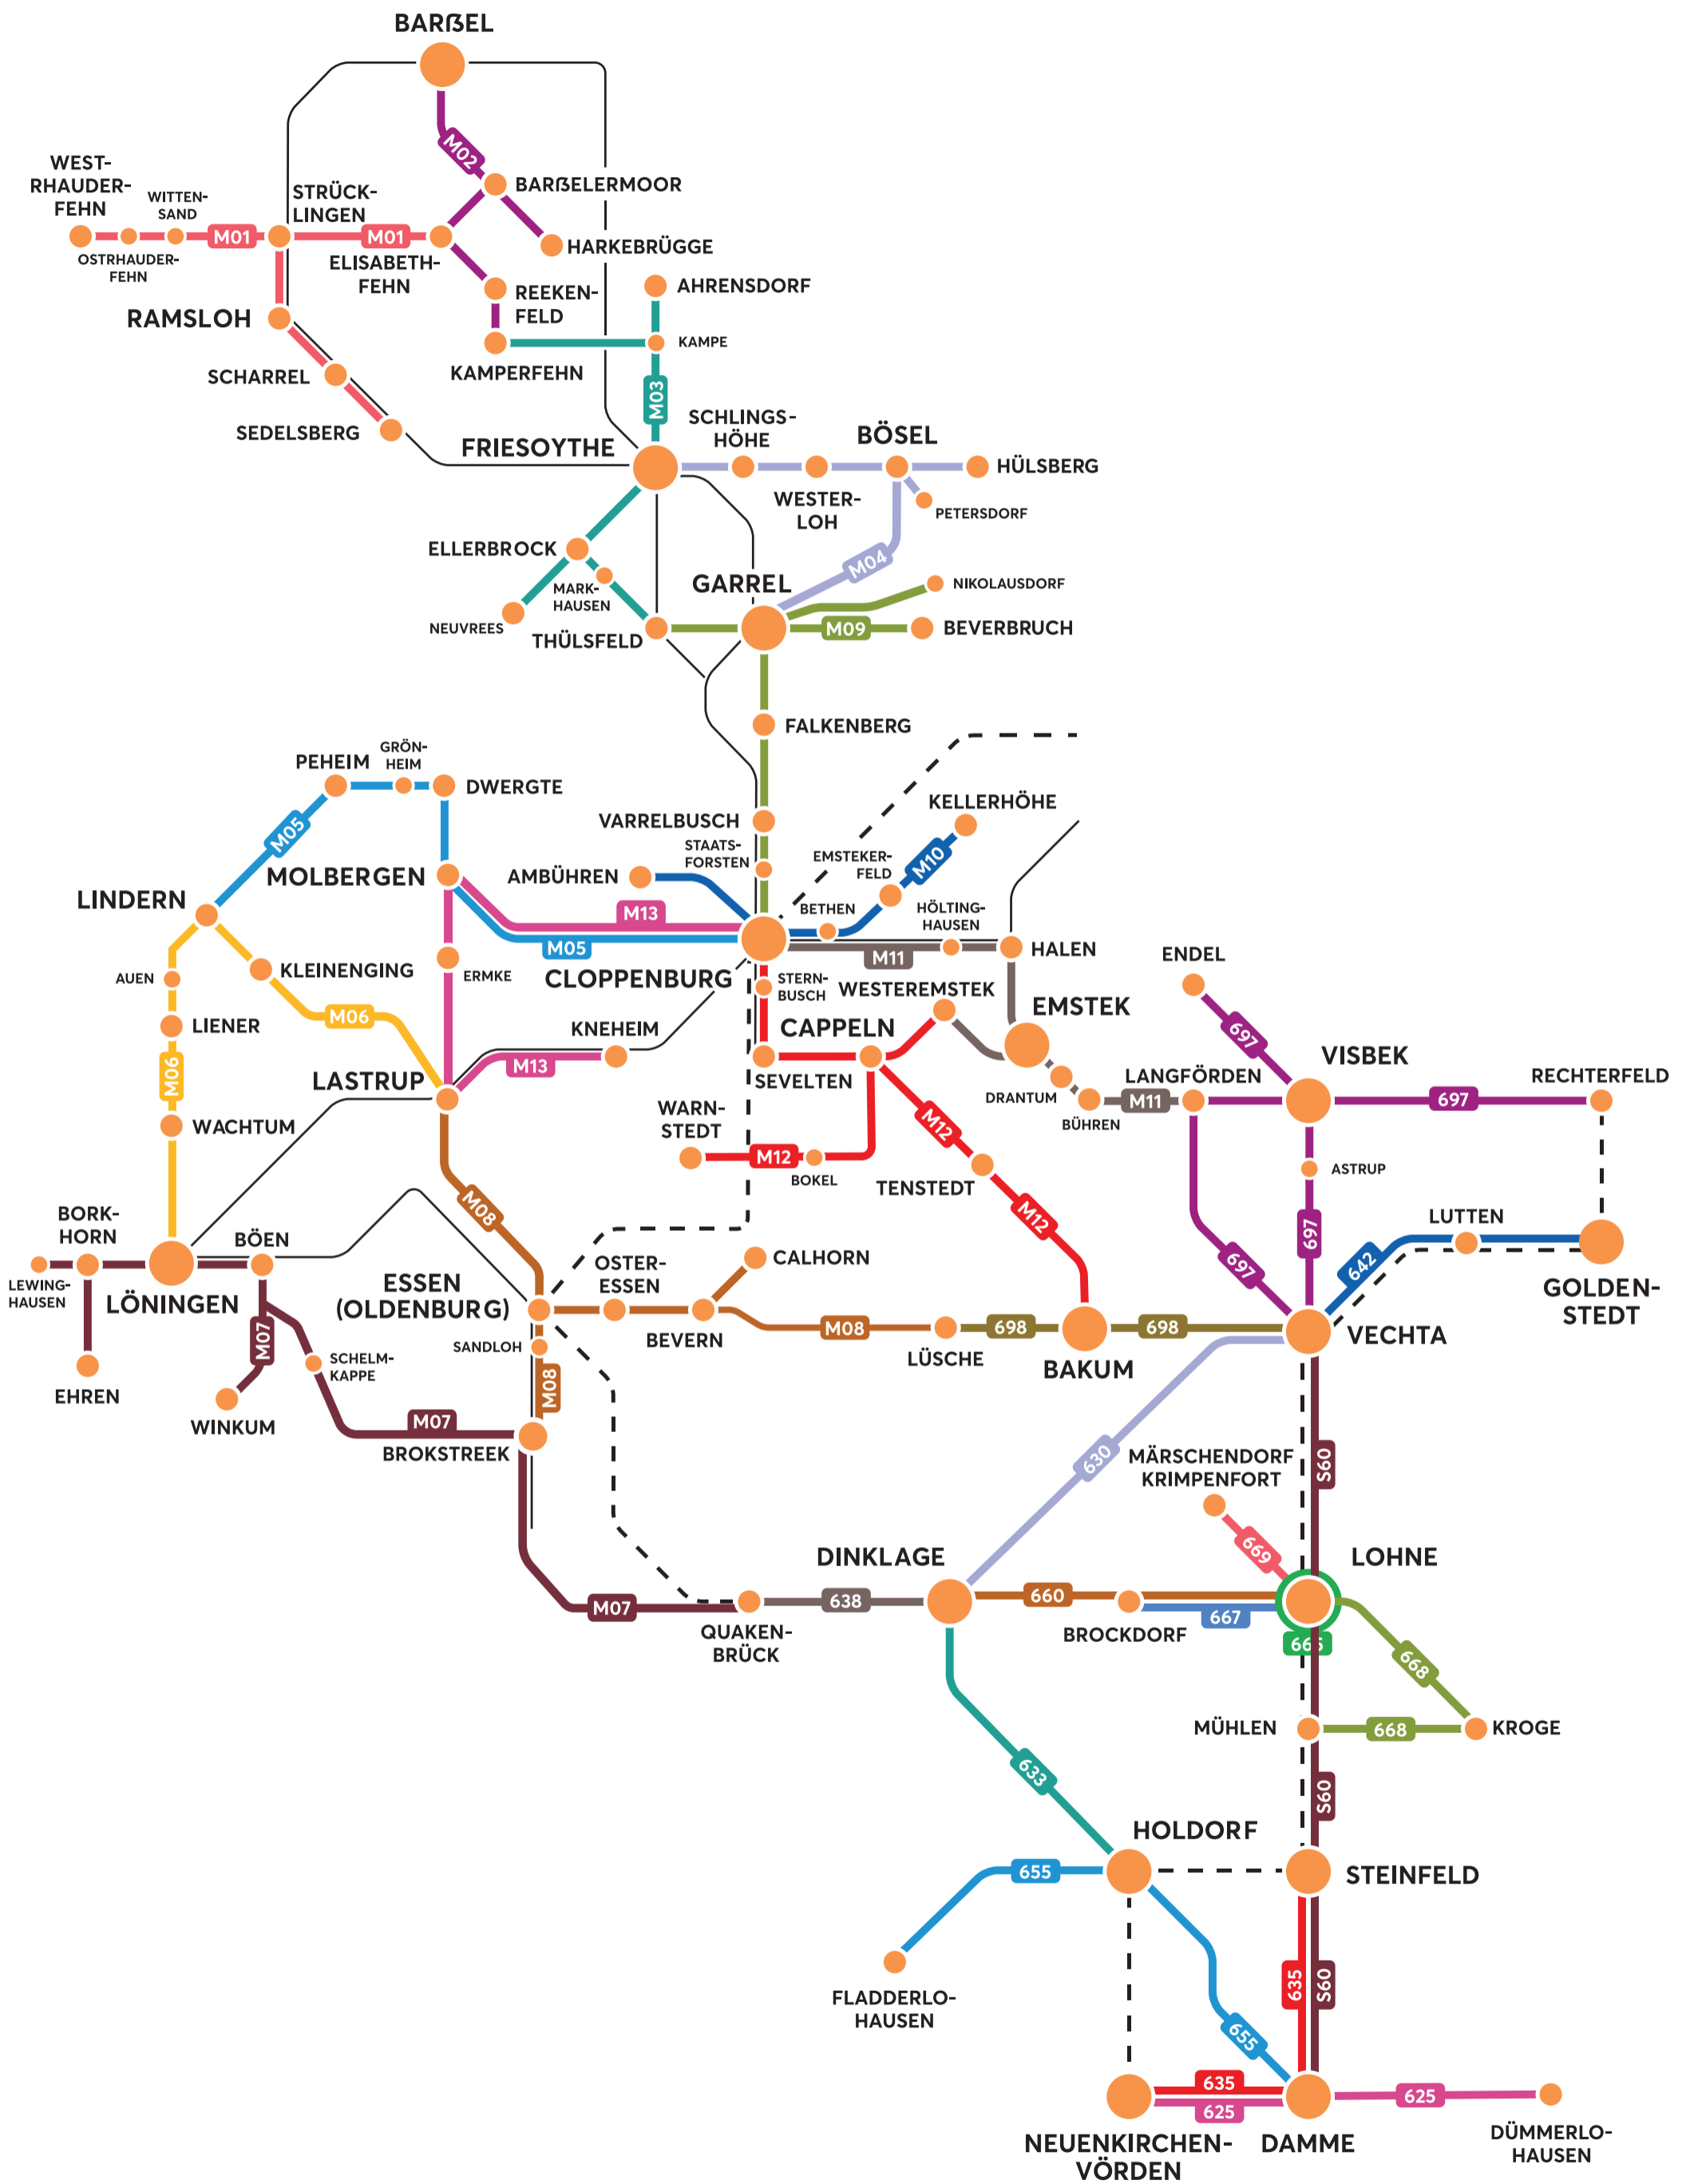 BARẞEL
M02
WEST-
RHAUDER-
FEHN
WITTEN-
SAND
STRÜCK-
LINGEN
BARẞELERMOOR
M01
M01
HARKEBRÜGGE
OSTRHAUDER-
FEHN
ELISABETH-
FEHN
REEKEN-
FELD
AHRENSDORF
RAMSLOH
KAMPE
SCHARREL
KAMPERFEHN
M03
SEDELSBERG
FRIESOYTHE
SCHLINGS-
HÖHE
BÖSEL
HÜLSBERG
WESTER-
LOH
PETERSDORF
ELLERBROCK
M04
MARK-
HAUSEN
GARREL
NIKOLAUSDORF
NEUVREES
THÜLSFELD
M09
BEVERBRUCH
FALKENBERG
PEHEIM
GRÖN-
HEIM
DWERGTE
M05
VARRELBUSCH
KELLERHÖHE
STAATS-
FORSTEN
EMSTEKER-
FELD
M10
MOLBERGEN
AMBÜHREN
LINDERN
M13
BETHEN
HÖLTING-
HAUSEN
M05
M11
HALEN
AUEN
KLEINENGING
ERMKE
CLOPPENBURG
STERN-
BUSCH
WESTEREMSTEK
ENDEL
EMSTEK
LIENER
M06
KNEHEIM
CAPPELN
697
VISBEK
M06
LASTRUP
M13
SEVELTEN
DRANTUM
LANGFÖRDEN
RECHTERFELD
M11
697
BÜHREN
WACHTUM
WARN-
STEDT
M12
M12
BOKEL
TENSTEDT
ASTRUP
M08
M12
697
697
LUTTEN
642
BORK-
HORN
BÖEN
LEWING-
HAUSEN
LÖNINGEN
ESSEN
(OLDENBURG)
OSTER-
ESSEN
CALHORN
GOLDEN-
STEDT
M07
SANDLOH
BEVERN
M08
LÜSCHE
698
BAKUM
698
VECHTA
EHREN
SCHELM-
KAPPE
M08
WINKUM
M07
BROKSTREEK
630
MÄRSCHENDORF
KRIMPENFORT
S60
669
DINKLAGE
LOHNE
M07
638
660
667
QUAKEN-
BRÜCK
BROCKDORF
668
MÜHLEN
668
KROGE
633
S60
HOLDORF
655
STEINFELD
FLADDERLO-
HAUSEN
635
S60
655
635
625
625
NEUENKIRCHEN-
VÖRDEN
DAMME
DÜMMERLO-
HAUSEN